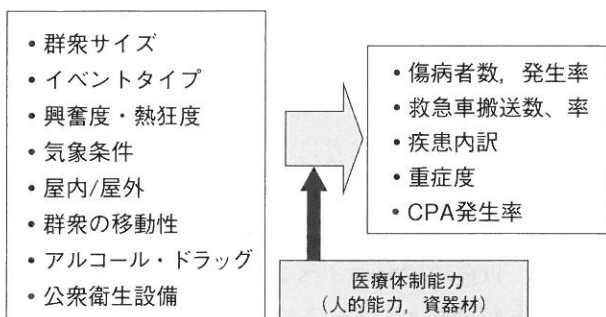 • 群衆サイズ
• イベントタイプ
• 興奮度・熱狂度
• 気象条件
• 屋内/屋外
• 群衆の移動性
• アルコール・ドラッグ
• 公衆衛生設備
• 傷病者数，発生率
• 救急車搬送数、率
• 疾患内訳
• 重症度
• CPA発生率
医療体制能力
（人的能力，資器材）